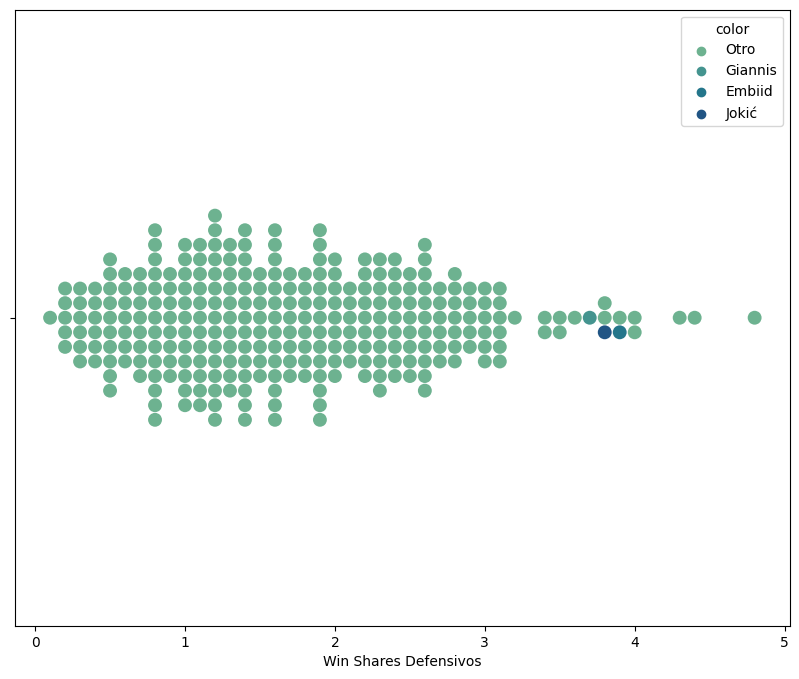 color
Otro
Giannis
Embiid
Jokić
0 1 2 3 4 5
Win Shares Defensivos